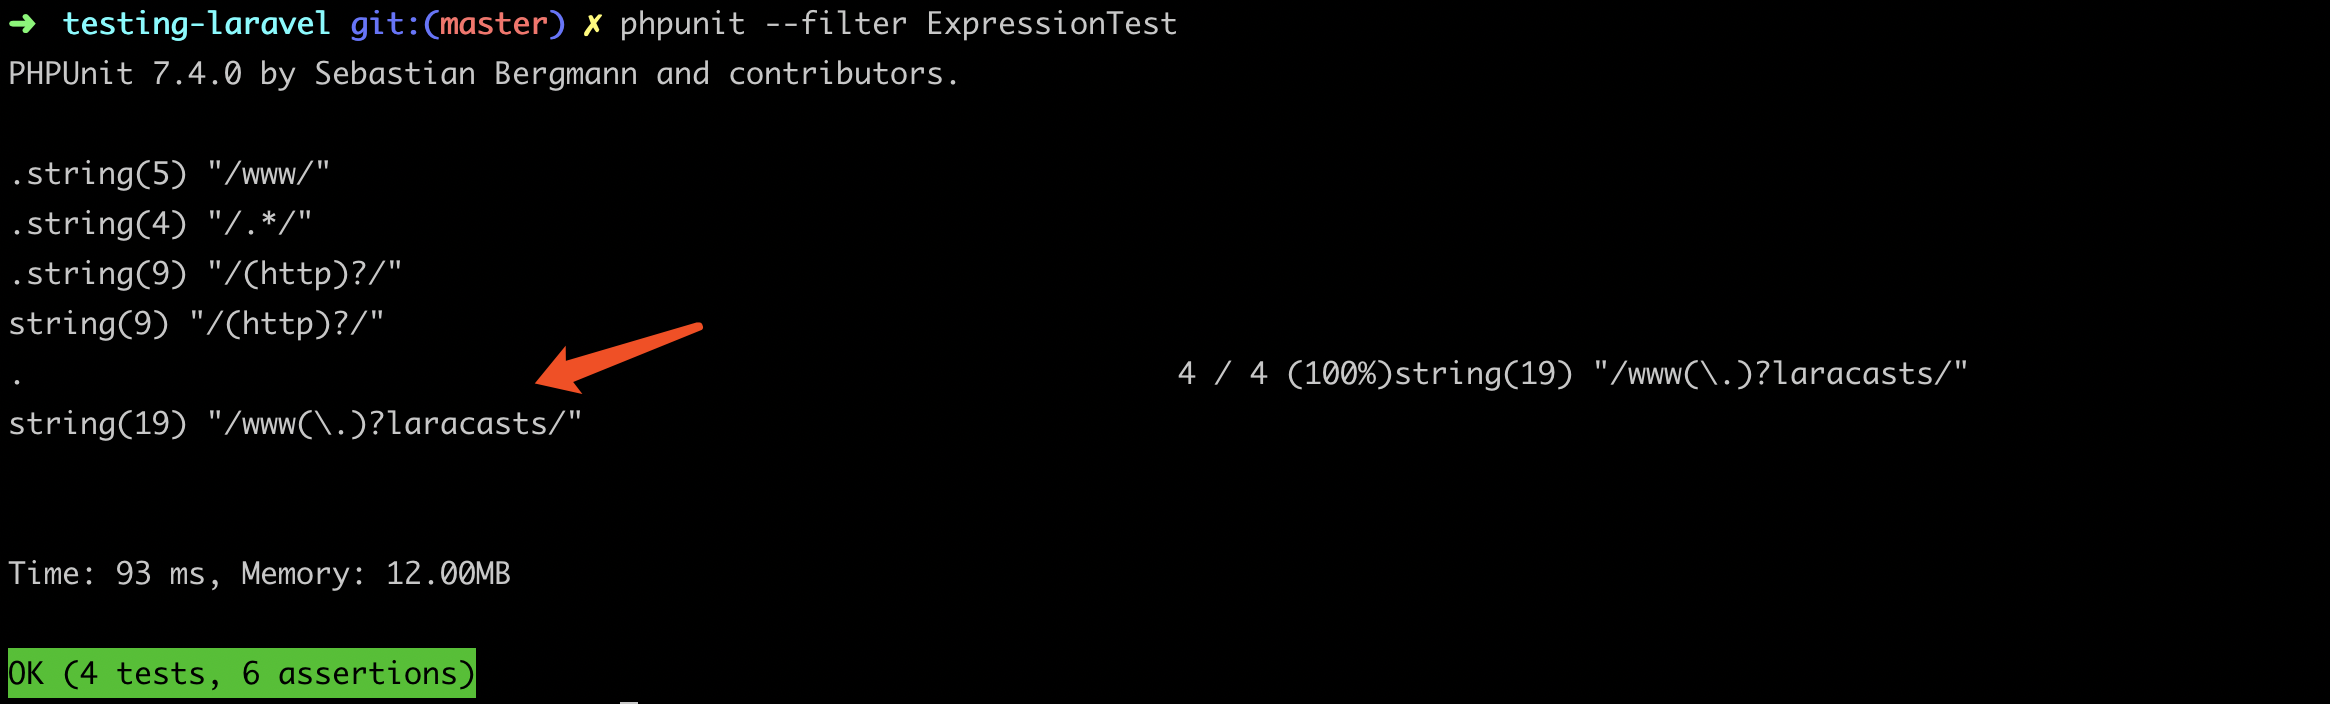 ➜ testing-laravel git:(master) ✗ phpunit --filter ExpressionTest
PHPUnit 7.4.0 by Sebastian Bergmann and contributors.
.string(5) "/www/"
.string(4) "/.*/"
.string(9) "/(http)?/"
string(9) "/(http)?/"
. 4 / 4 (100%)string(19) "/www(\.)?laracasts/"
string(19) "/www(\.)?laracasts/"
Time: 93 ms, Memory: 12.00MB
OK (4 tests, 6 assertions)